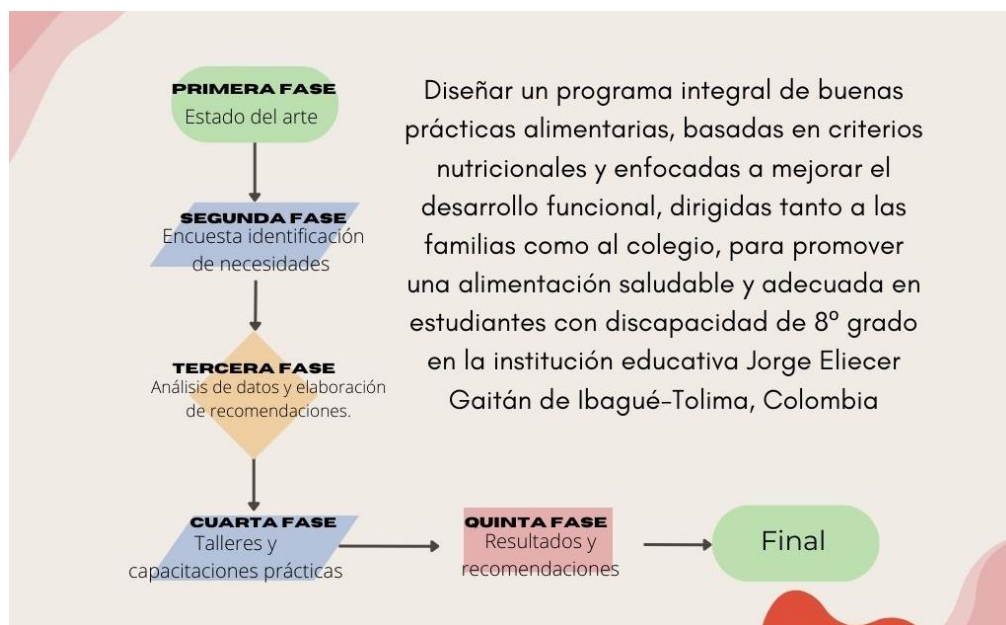 PRIMERA FASE
Estado del arte
SEGUNDA FASE
Encuesta identificación
de necesidades
TERCERA FASE
Análisis de datos y elaboración
de recomendaciones.
CUARTA FASE
Talleres y
capacitaciones prácticas
QUINTA FASE
Resultados y
recomendaciones
Final
Diseñar un programa integral de buenas
prácticas alimentarias, basadas en criterios
nutricionales y enfocadas a mejorar el
desarrollo funcional, dirigidas tanto a las
familias como al colegio, para promover
una alimentación saludable y adecuada en
estudiantes con discapacidad de 8º grado
en la institución educativa Jorge Eliecer
Gaitán de Ibagué-Tolima, Colombia